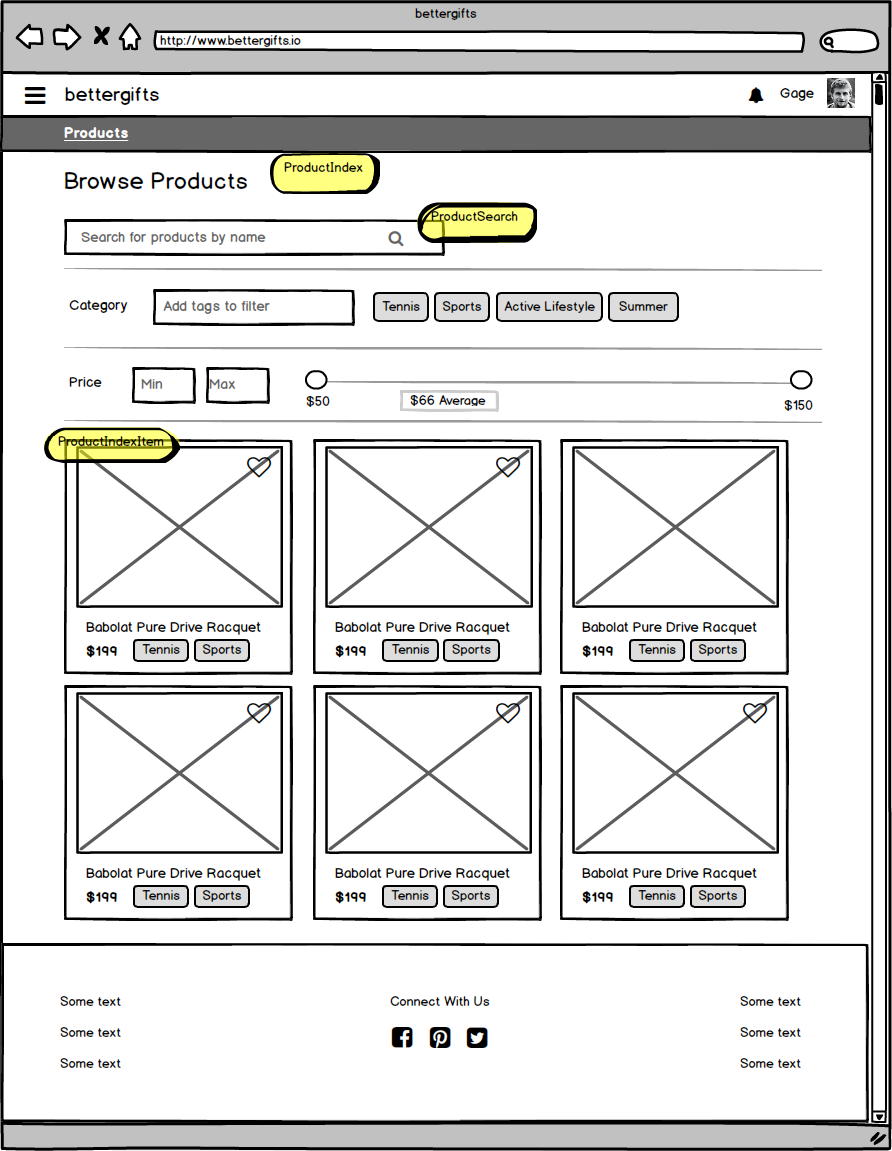 bettergifts
http://www.bettergifts.io
bettergifts
Gage
Products
Browse Products
ProductIndex
ProductSearch
Search for products by name
Category
Add tags to filter
Tennis
Sports
Active Lifestyle
Summer
Price
Min
Max
$50
$66 Average
$150
ProductIndexItem
Babolat Pure Drive Racquet
$199
Tennis
Sports
Babolat Pure Drive Racquet
$199
Tennis
Sports
Babolat Pure Drive Racquet
$199
Tennis
Sports
Babolat Pure Drive Racquet
$199
Tennis
Sports
Babolat Pure Drive Racquet
$199
Tennis
Sports
Babolat Pure Drive Racquet
$199
Tennis
Sports
Some text
Some text
Some text
Connect With Us
Some text
Some text
Some text